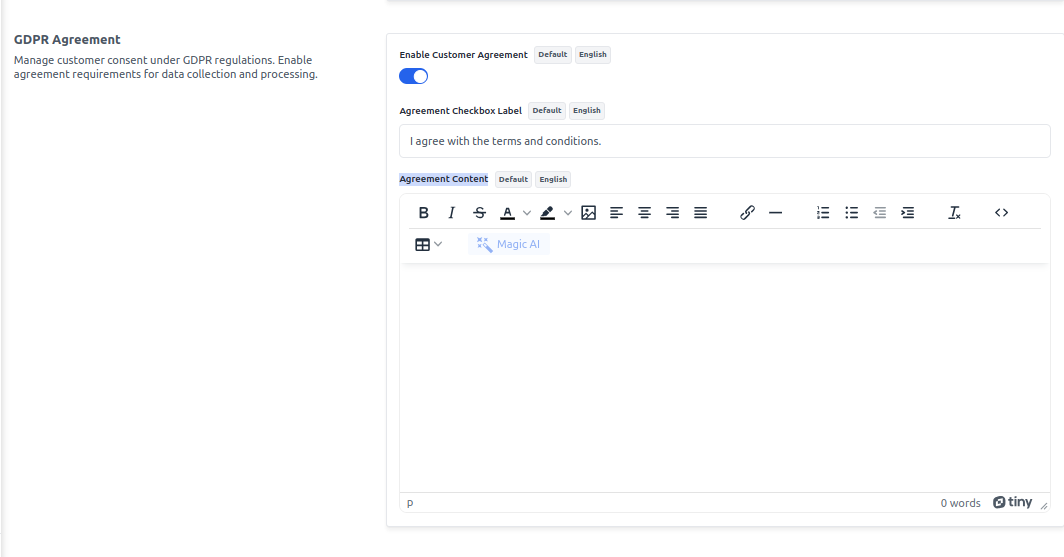 GDPR Agreement
Manage customer consent under GDPR regulations. Enable
agreement requirements for data collection and processing.
Enable Customer Agreement Default English
Agreement Checkbox Label Default English
I agree with the terms and conditions.
Agreement Content Default English
Magic AI
p 0 words tiny